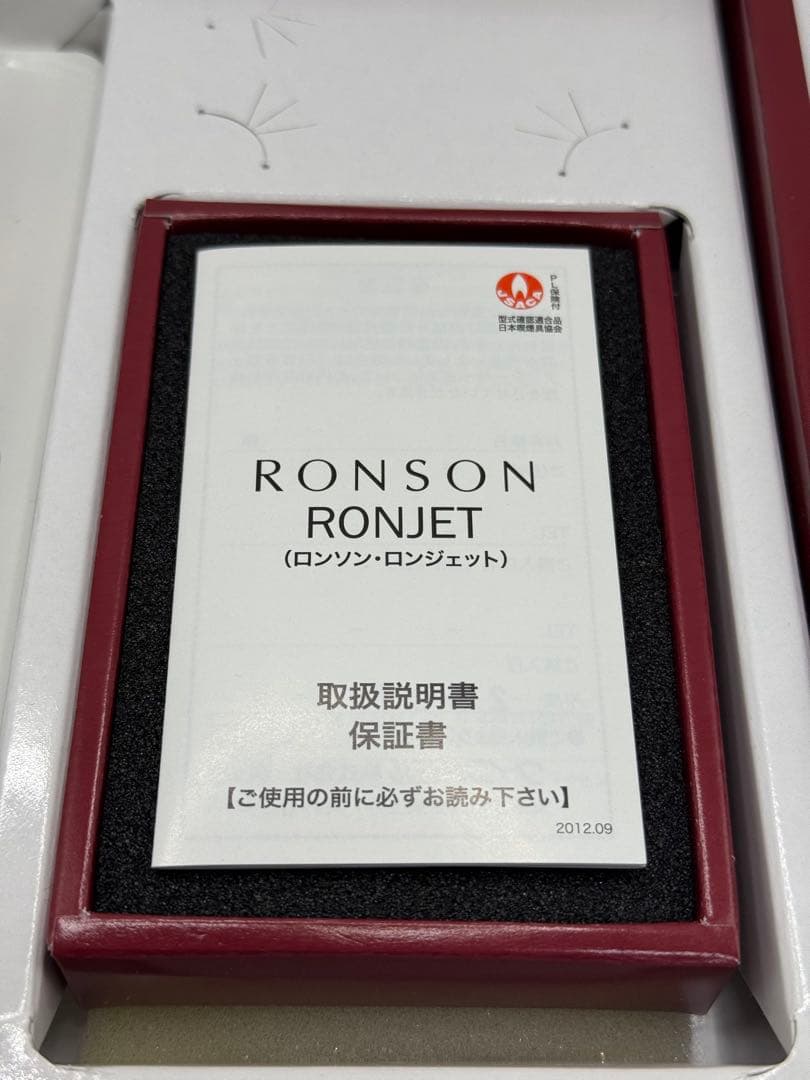 JSACA
PL保険付
型式確認適合品
日本喫煙具協会
RONSON
RONJET
(ロンソン・ロンジェット)
取扱説明書
保証書
【ご使用の前に必ずお読み下さい】
2012.09